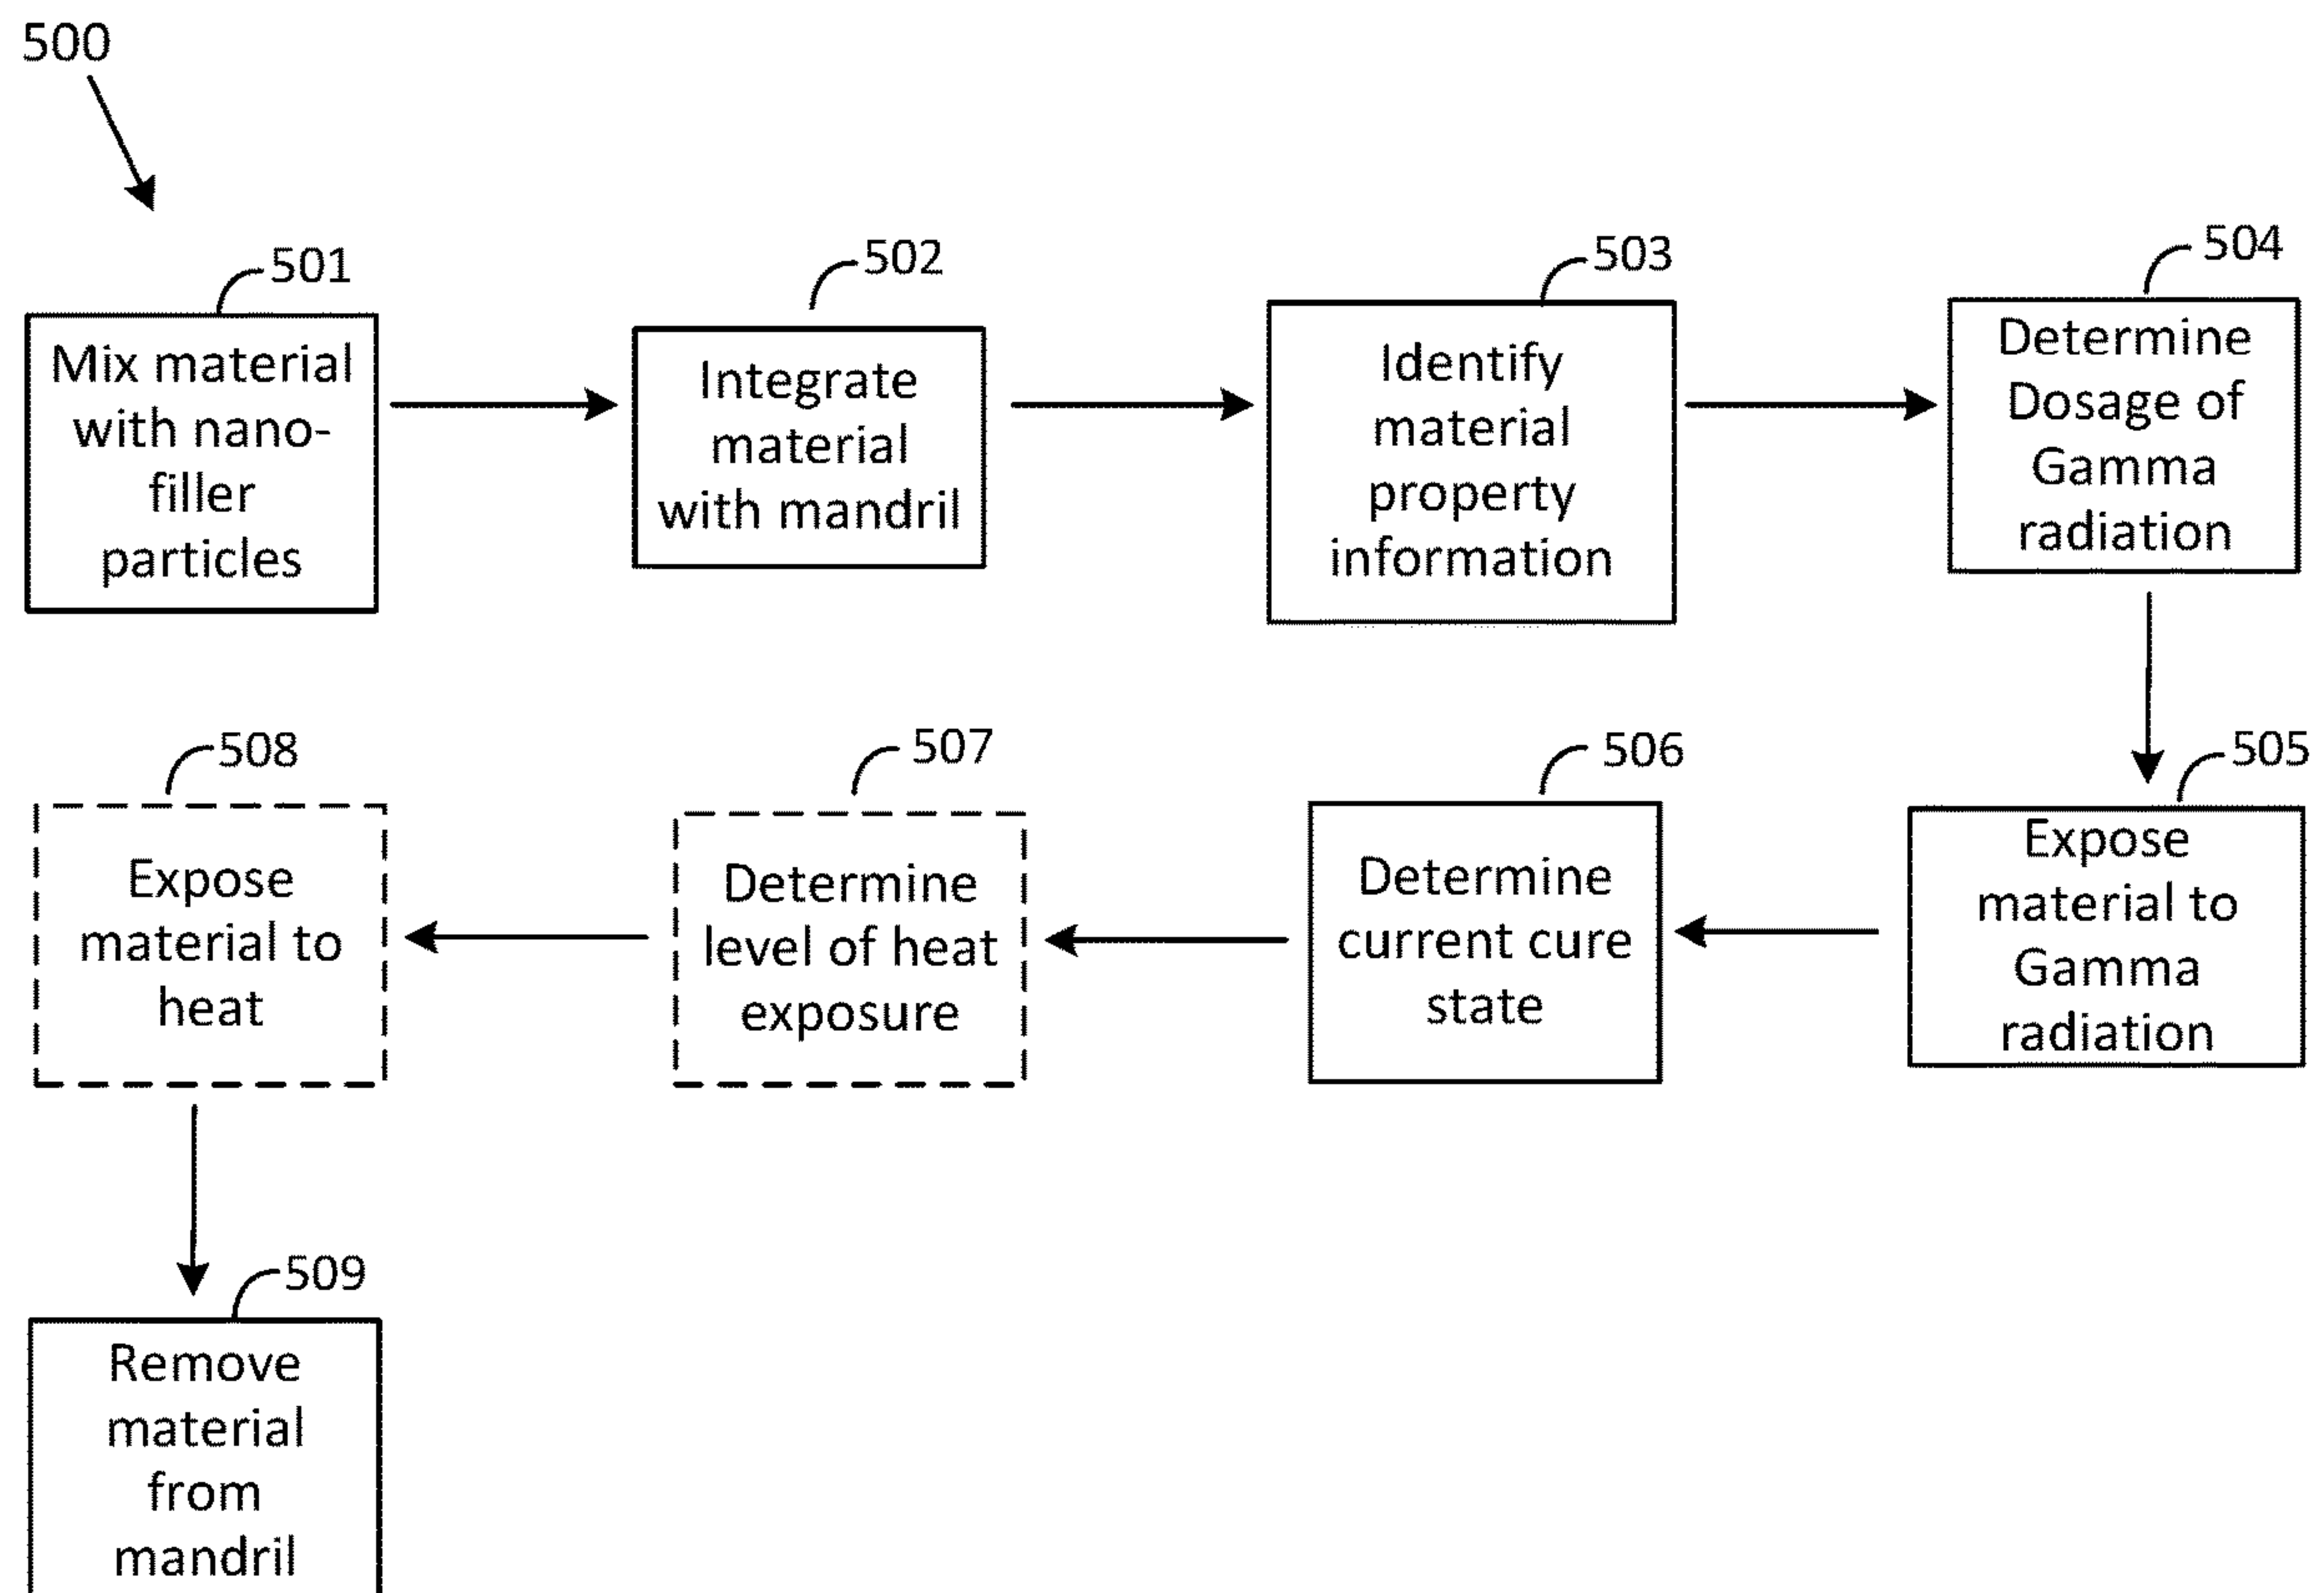 500
501
Mix material
with nano-
filler
particles
502
Integrate
material
with mandril
503
Identify
material
property
information
504
Determine
Dosage of
Gamma
radiation
505
Expose
material to
Gamma
radiation
506
Determine
current cure
state
507
Determine
level of heat
exposure
508
Expose
material to
heat
509
Remove
material
from
mandril